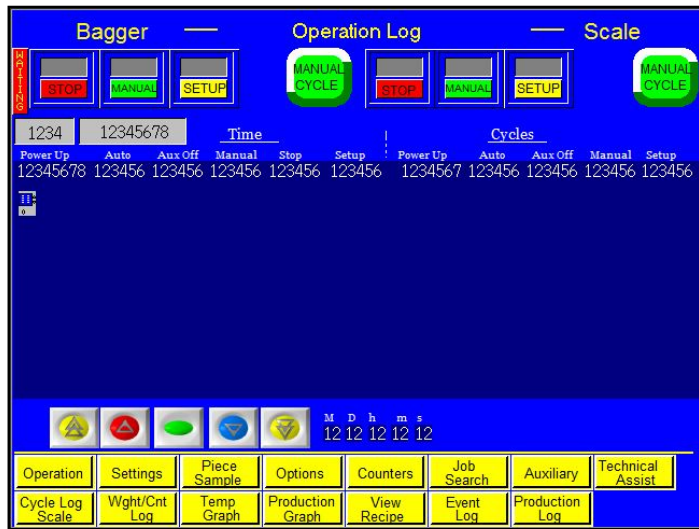 Bagger — Operation Log — Scale
WAITING
STOP MANUAL SETUP MANUAL CYCLE STOP MANUAL SETUP MANUAL CYCLE
1234 12345678 Time Cycles
Power Up Auto Aux Off Manual Stop Setup Power Up Auto Aux Off Manual Setup
12345678 123456 123456 123456 123456 123456 1234567 123456 123456 123456 123456
0
M D h m s
12 12 12 12 12
Operation Settings Piece Sample Options Counters Job Search Auxiliary Technical Assist
Cycle Log Scale Wght/Cnt Log Temp Graph Production Graph View Recipe Event Log Production Log